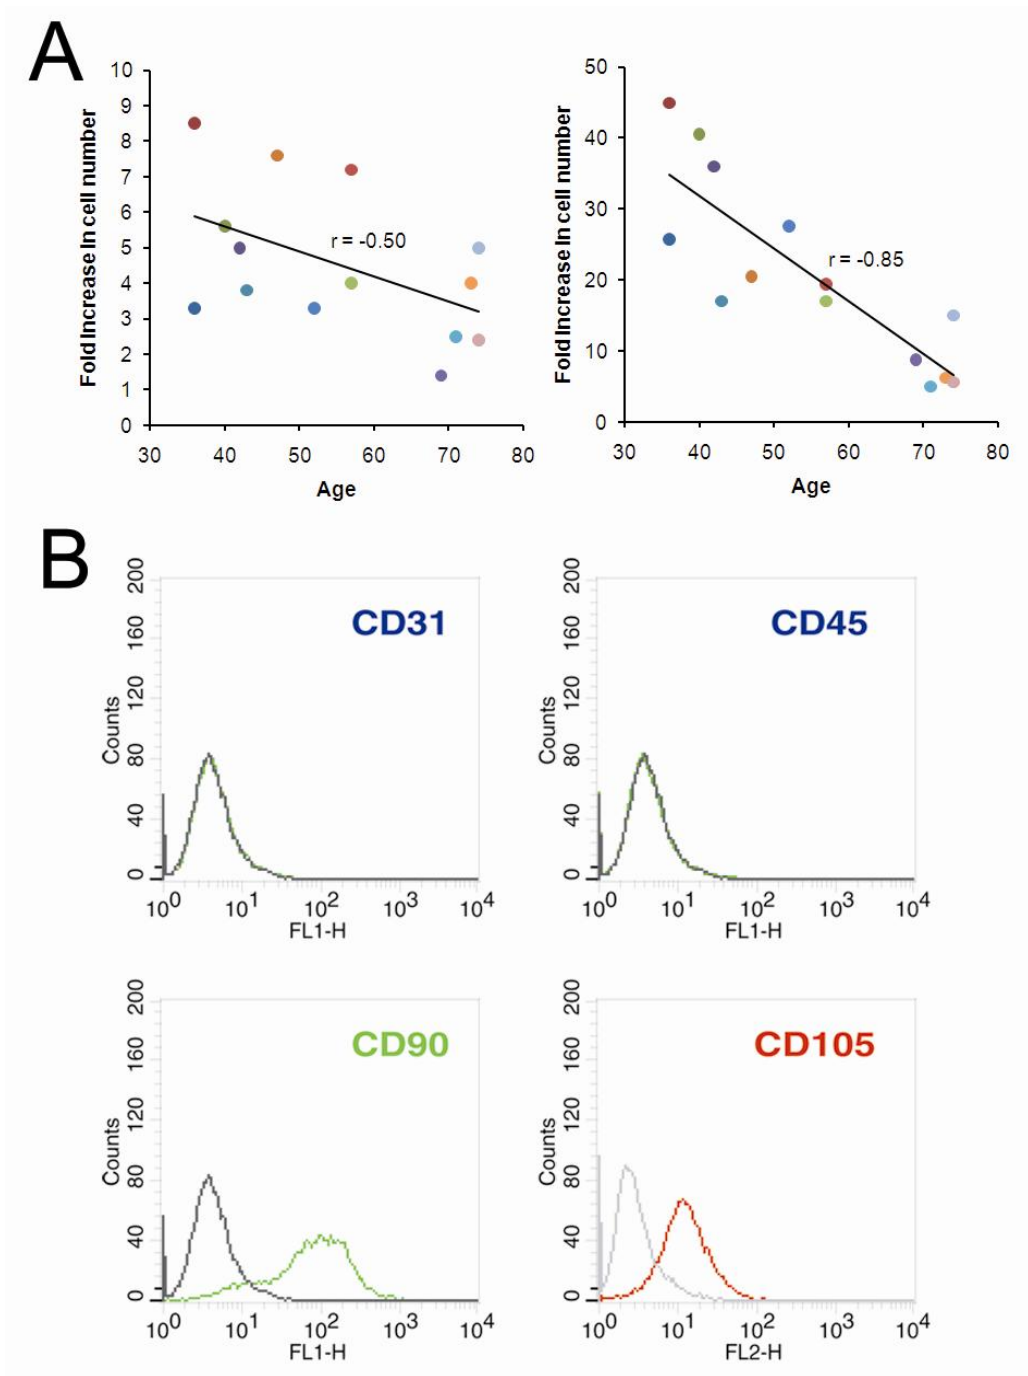 A
Fold Increase In cell number
10
9
8
7
6
5
4
3
2
1
0
r = -0.50
30 40 50 60 70 80
Age
Fold Increase In cell number
50
40
30
20
10
0
r = -0.85
30 40 50 60 70 80
Age
B
CD31
Counts
200
160
120
80
40
0
10^0 10^1 10^2 10^3 10^4
FL1-H
CD45
Counts
200
160
120
80
40
0
10^0 10^1 10^2 10^3 10^4
FL1-H
CD90
Counts
200
160
120
80
40
0
10^0 10^1 10^2 10^3 10^4
FL1-H
CD105
Counts
200
160
120
80
40
0
10^0 10^1 10^2 10^3 10^4
FL2-H